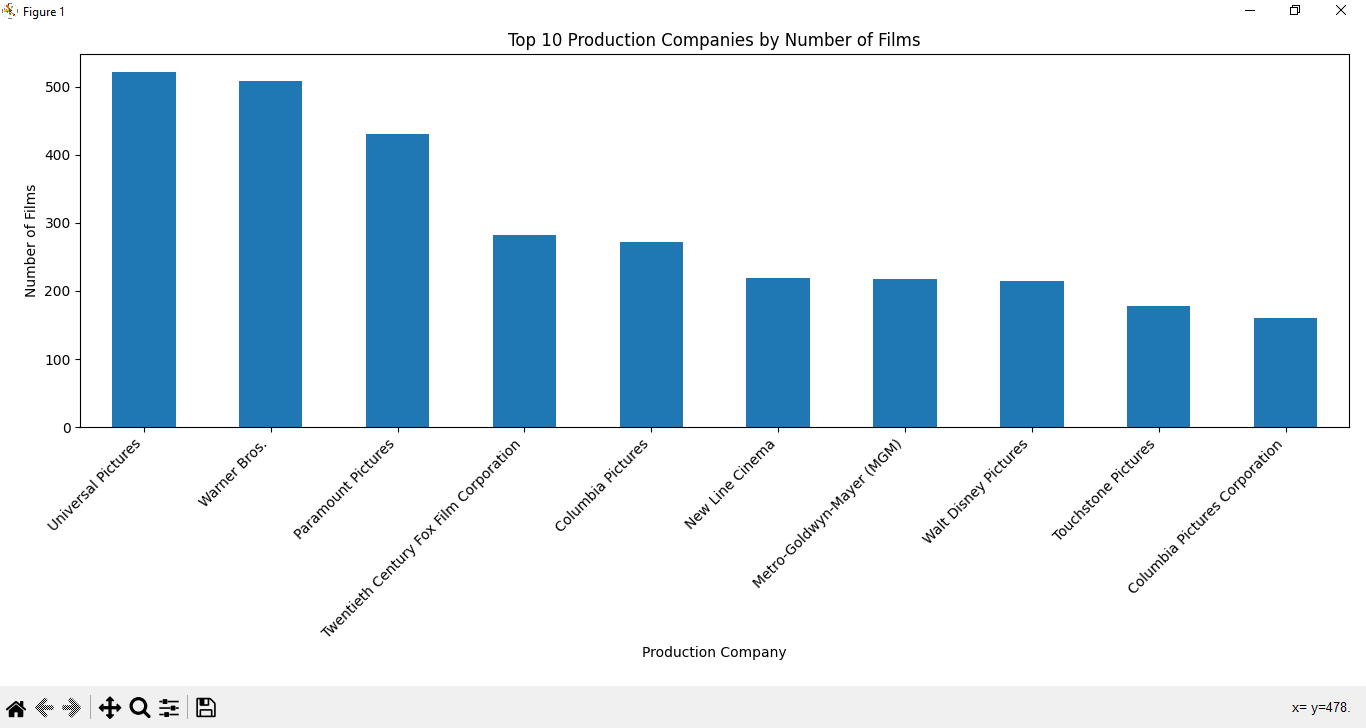 Figure 1
Top 10 Production Companies by Number of Films
Number of Films
500
400
300
200
100
0
Universal Pictures
Warner Bros.
Paramount Pictures
Twentieth Century Fox Film Corporation
Columbia Pictures
New Line Cinema
Metro-Goldwyn-Mayer (MGM)
Walt Disney Pictures
Touchstone Pictures
Columbia Pictures Corporation
Production Company
x= y=478.